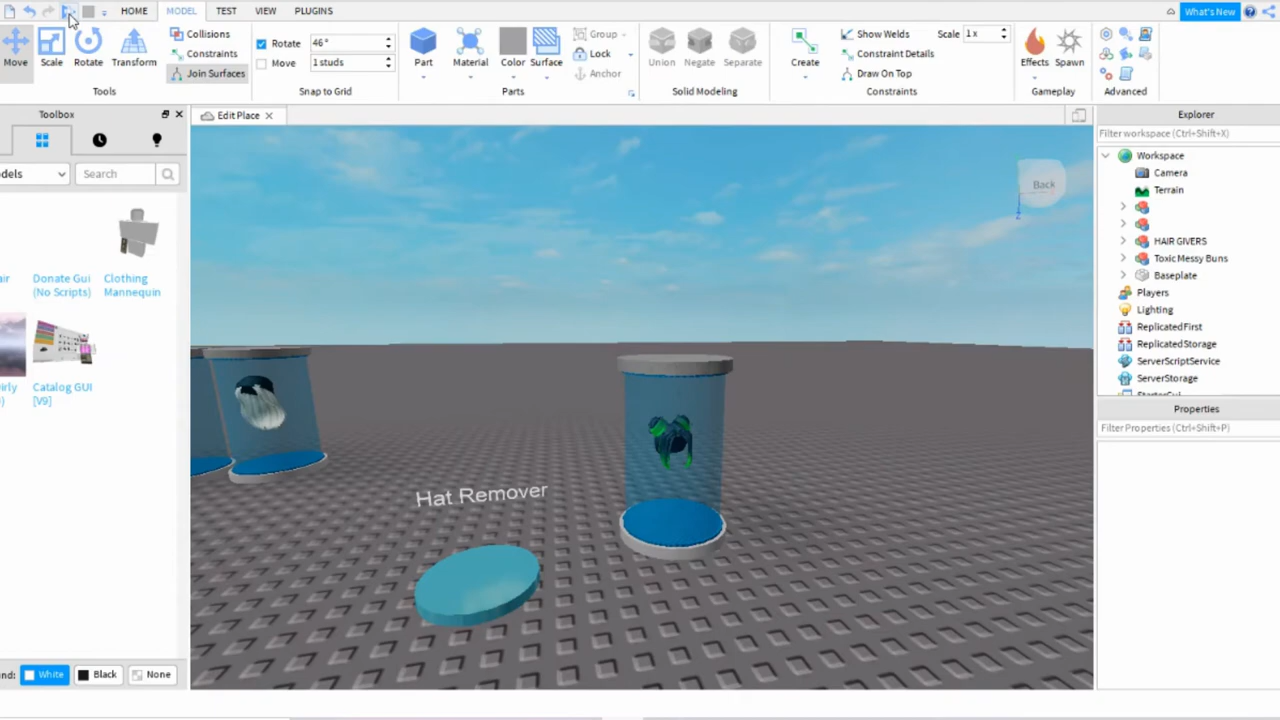 HOME MODEL TEST VIEW PLUGINS What's New
Move Scale Rotate Transform
Collisions
Constraints
Join Surfaces
Tools
Rotate 46°
Move 1 studs
Snap to Grid
Part Material Color Surface
Group
Lock
Anchor
Parts
Union Negate Separate
Solid Modeling
Create
Show Welds Scale 1 x
Constraint Details
Draw On Top
Constraints
Effects Spawn
Gameplay
Advanced
Toolbox
Edit Place
Explorer
Filter workspace (Ctrl+Shift+X)
dels Search
Workspace
Camera
Terrain
HAIR GIVERS
Toxic Messy Buns
Baseplate
Players
Lighting
ReplicatedFirst
ReplicatedStorage
ServerScriptService
ServerStorage
StarterGui
Properties
Filter Properties (Ctrl+Shift+P)
air Donate Gui (No Scripts)
Clothing Mannequin
irly
Catalog GUI
[V9]
Back
Hat Remover
nd: White Black None